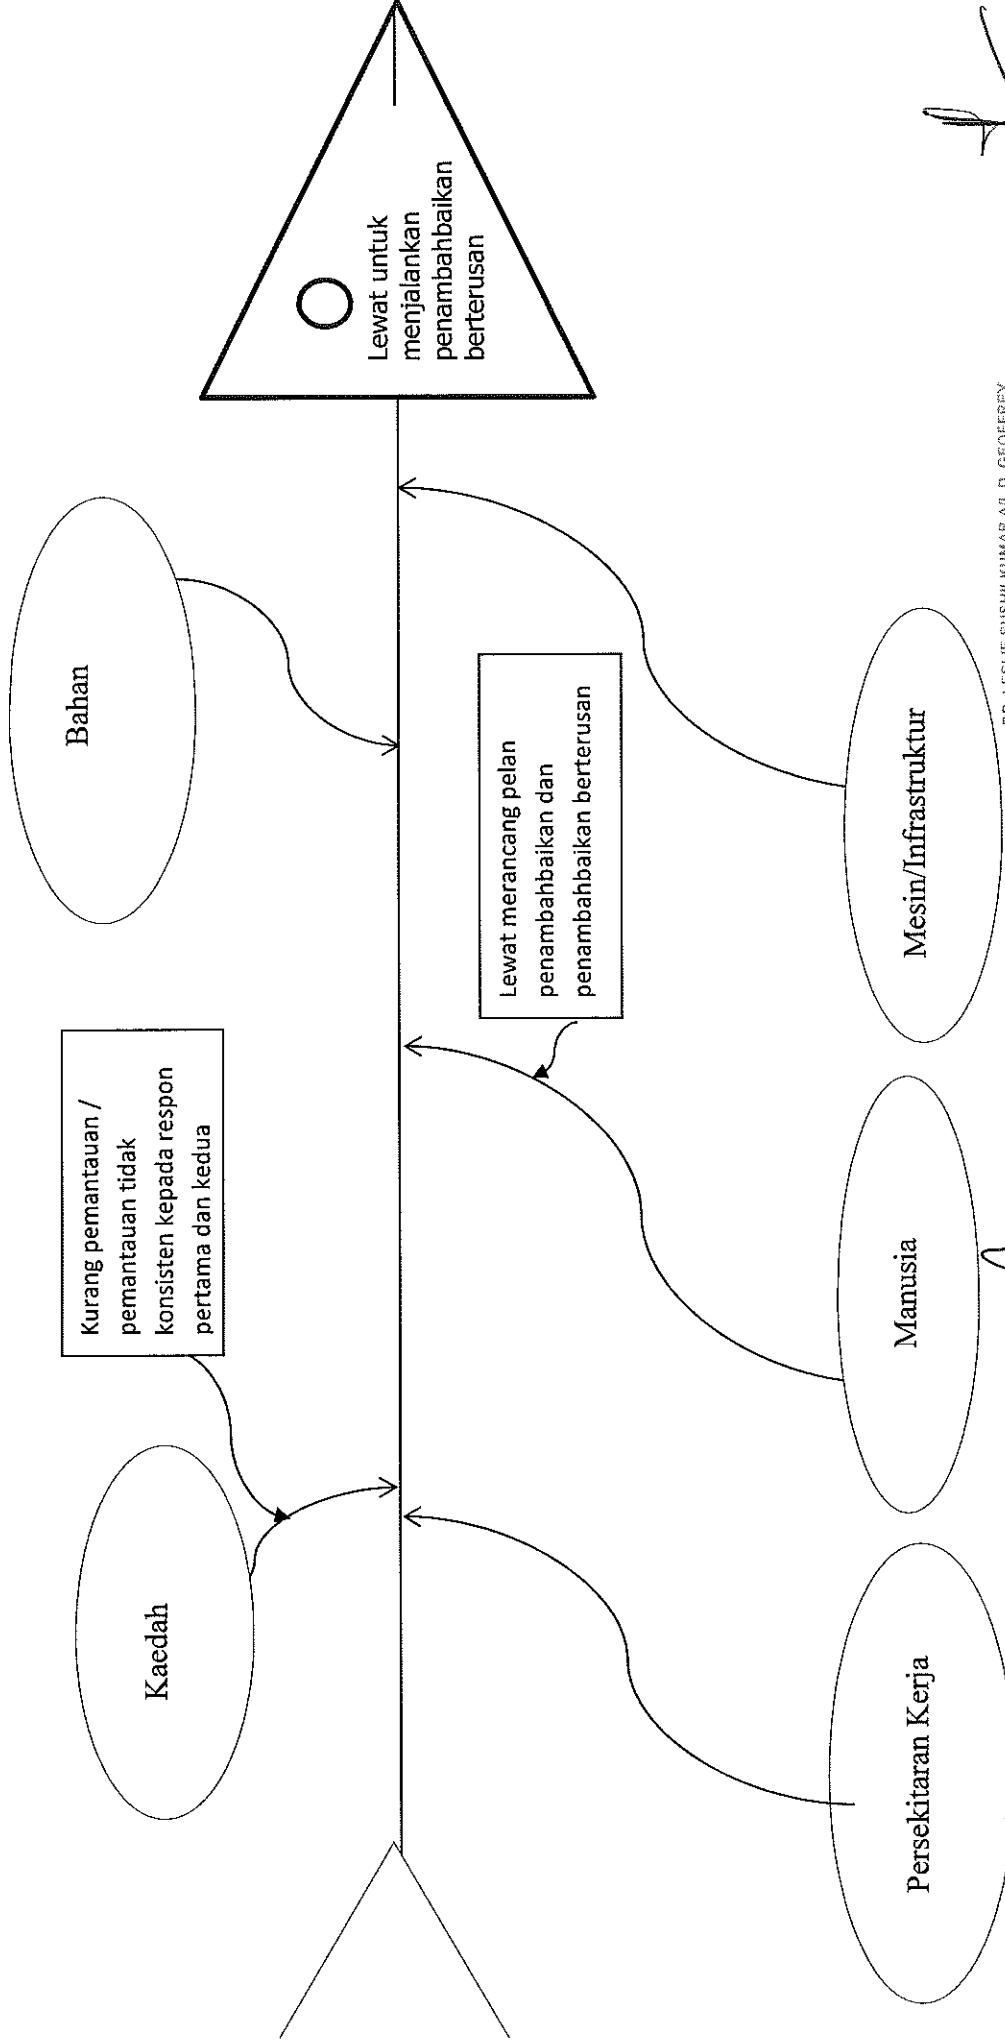 Kaedah
Kurang pemantauan /
pemantauan tidak
konsisten kepada respon
pertama dan kedua
Bahan
Lewat untuk
menjalankan
penambahbaikan
berterusan
Lewat merancang pelan
penambahbaikan dan
penambahbaikan berterusan
Persekitaran Kerja
Manusia
Mesin/Infrastruktur